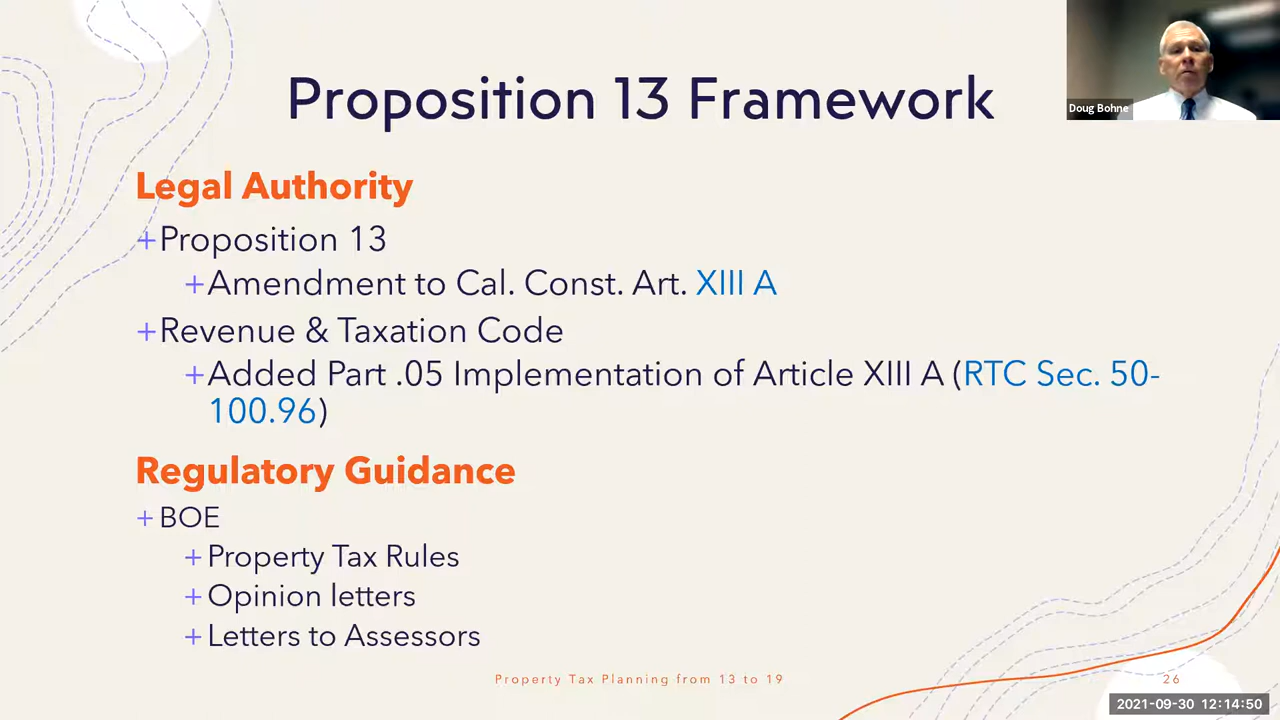 Proposition 13 Framework
Doug Bohne
Legal Authority
+Proposition 13
+Amendment to Cal. Const. Art. XIII A
+Revenue & Taxation Code
+Added Part .05 Implementation of Article XIII A (RTC Sec. 50-
100.96)
Regulatory Guidance
+BOE
+Property Tax Rules
+Opinion letters
+Letters to Assessors
Property Tax Planning from 13 to 19
26
2021-09-30 12:14:50